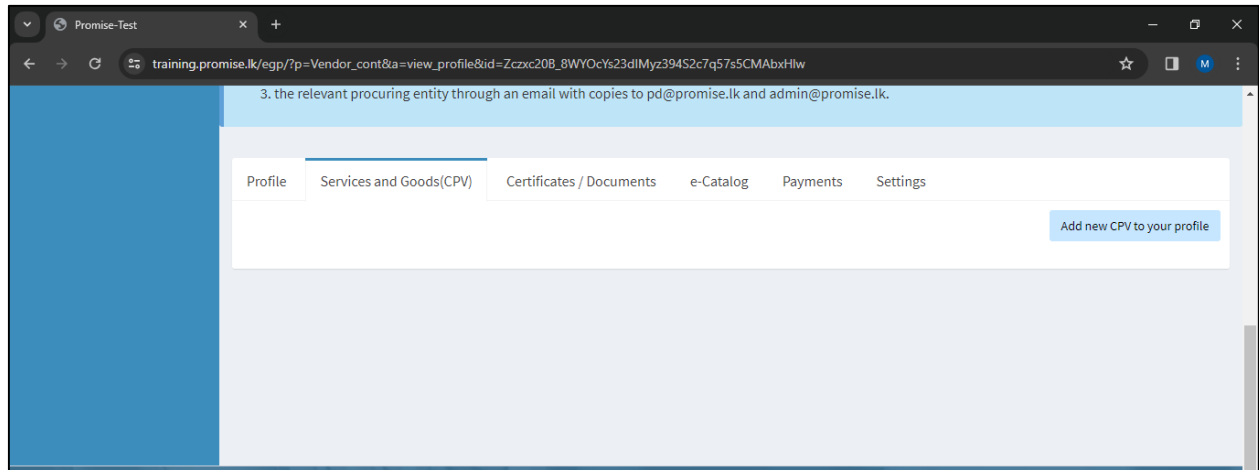 Promise-Test
training.promise.lk/egp/?p=Vendor_cont&a=view_profile&id=Zczxc20B_8WYOcYs23dIMyz394S2c7q57s5CMAbxHlw
M
3. the relevant procuring entity through an email with copies to pd@promise.lk and admin@promise.lk.
Profile Services and Goods(CPV) Certificates / Documents e-Catalog Payments Settings
Add new CPV to your profile